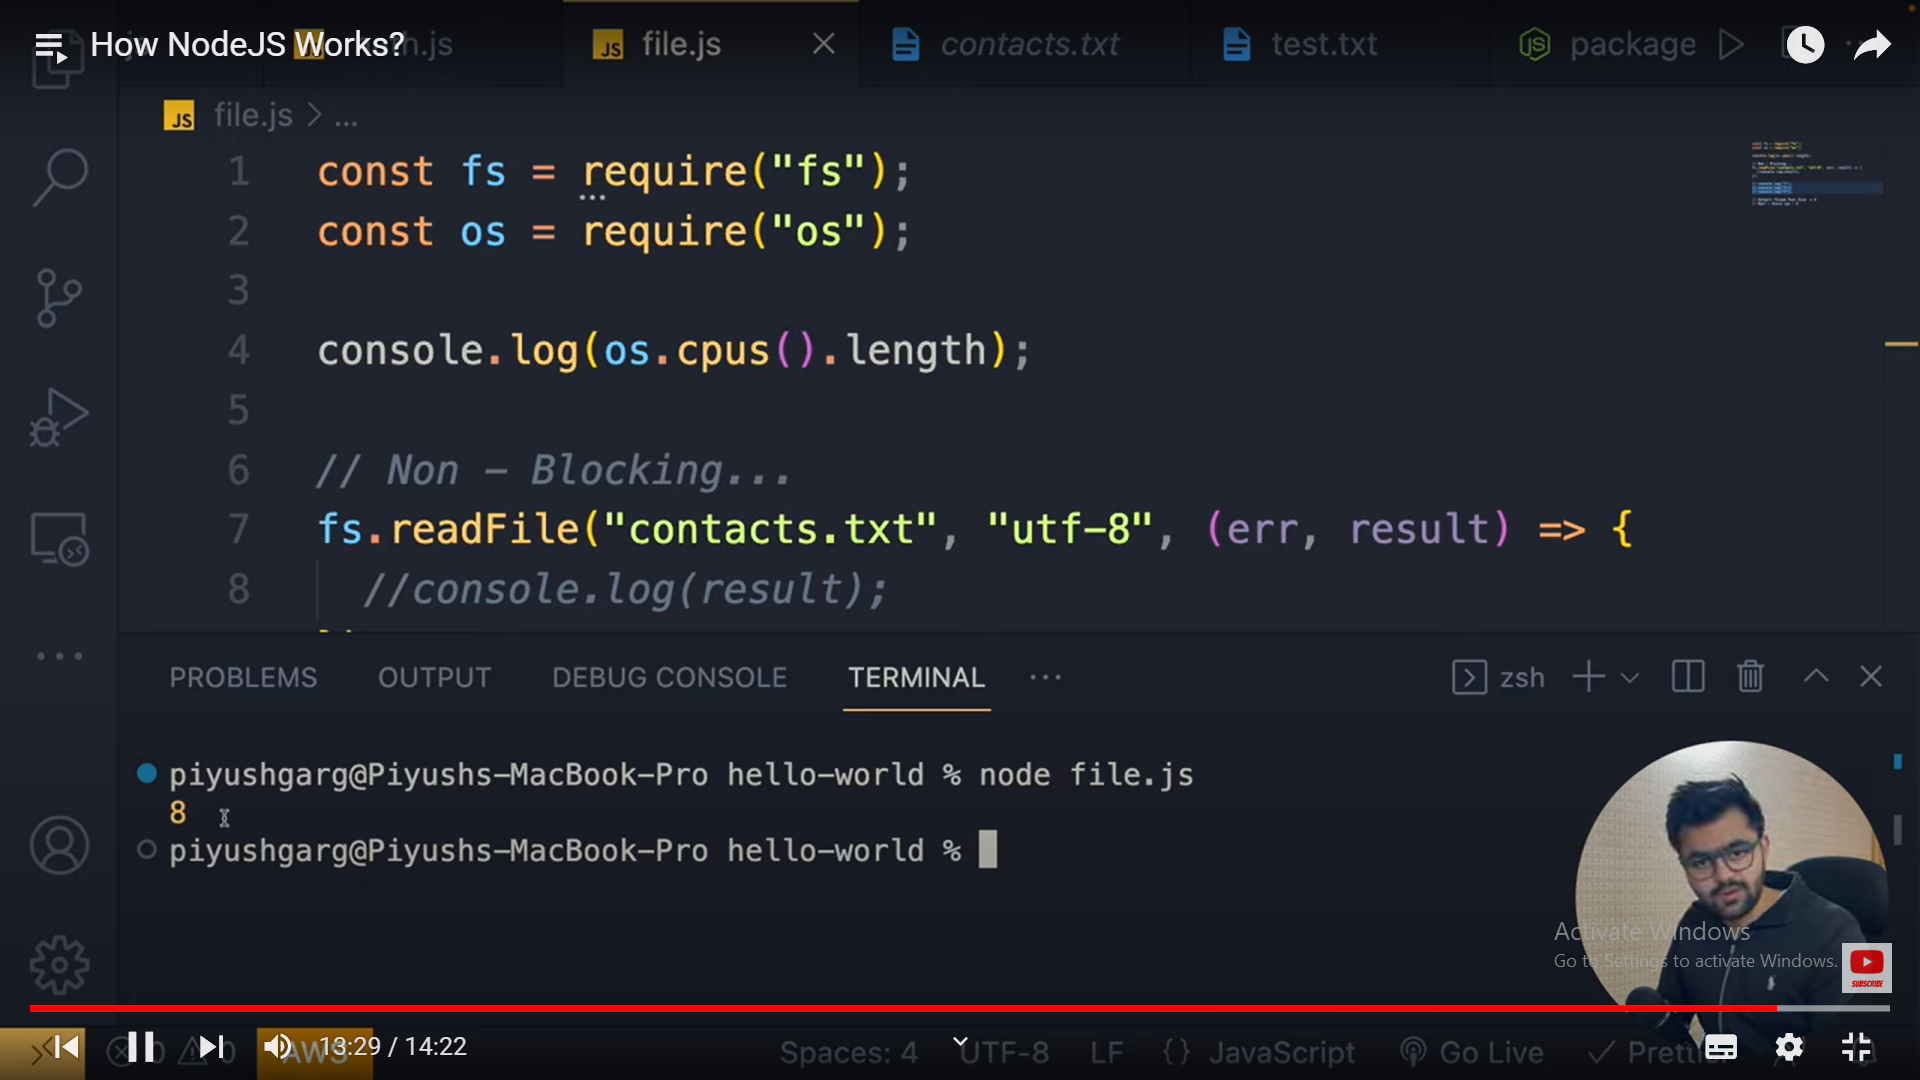 How NodeJS Works?
h.js
file.js
contacts.txt
test.txt
package
file.js > ...
1 const fs = require("fs");
2 const os = require("os");
3
4 console.log(os.cpus().length);
5
6 // Non - Blocking...
7 fs.readFile("contacts.txt", "utf-8", (err, result) => {
8 //console.log(result);
PROBLEMS OUTPUT DEBUG CONSOLE TERMINAL ...
zsh
piyushgarg@Piyushs-MacBook-Pro hello-world % node file.js
8
piyushgarg@Piyushs-MacBook-Pro hello-world %
Activate Windows
Go to Settings to activate Windows.
SUBSCRIBE
13:29 / 14:22
0 0 AWS Spaces: 4 UTF-8 LF {} JavaScript Go Live